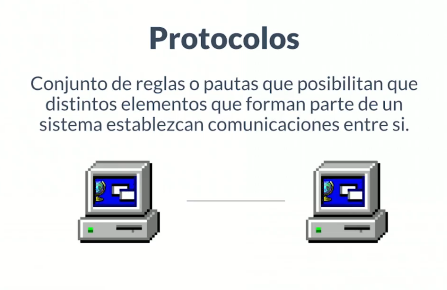 Protocolos
Conjunto de reglas o pautas que posibilitan que
distintos elementos que forman parte de un
sistema establezcan comunicaciones entre si.